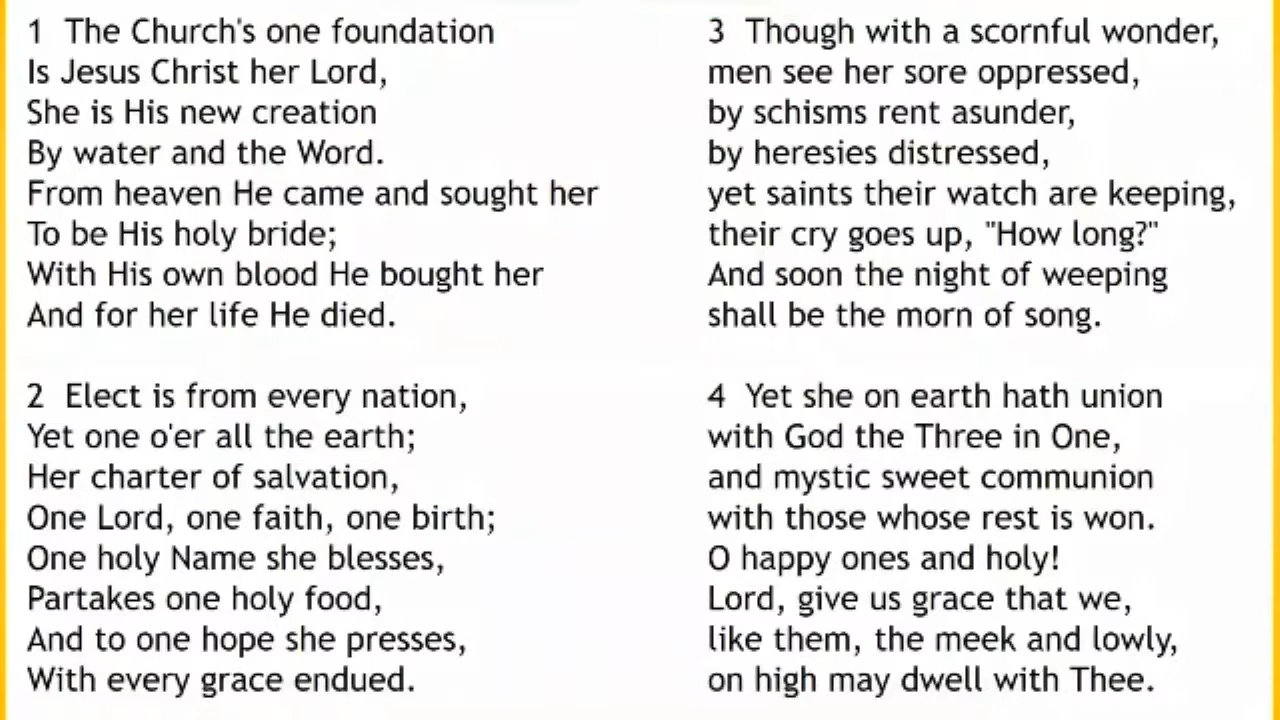 1 The Church's one foundation
Is Jesus Christ her Lord,
She is His new creation
By water and the Word.
From heaven He came and sought her
To be His holy bride;
With His own blood He bought her
And for her life He died.
2 Elect is from every nation,
Yet one o'er all the earth;
Her charter of salvation,
One Lord, one faith, one birth;
One holy Name she blesses,
Partakes one holy food,
And to one hope she presses,
With every grace endued.
3 Though with a scornful wonder,
men see her sore oppressed,
by schisms rent asunder,
by heresies distressed,
yet saints their watch are keeping,
their cry goes up, "How long?"
And soon the night of weeping
shall be the morn of song.
4 Yet she on earth hath union
with God the Three in One,
and mystic sweet communion
with those whose rest is won.
O happy ones and holy!
Lord, give us grace that we,
like them, the meek and lowly,
on high may dwell with Thee.